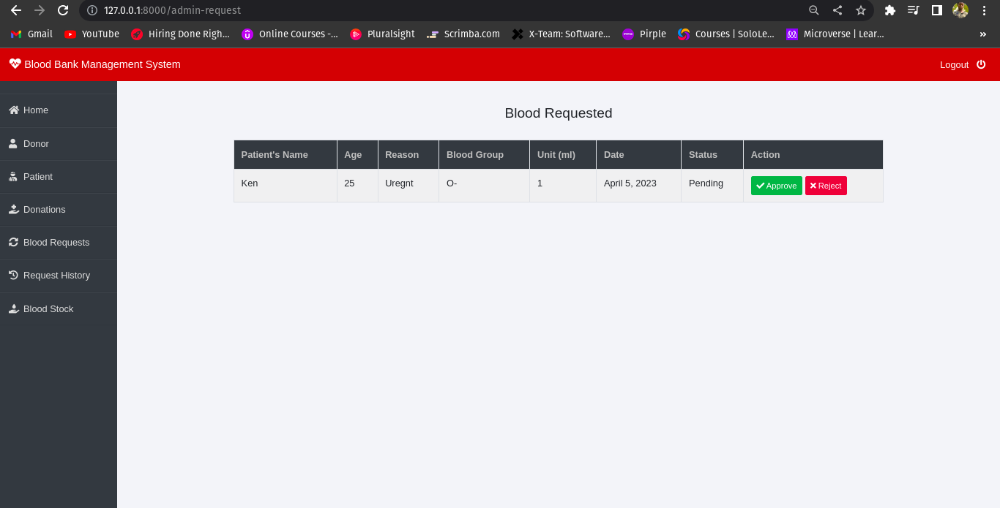 127.0.0.1:8000/admin-request
Gmail YouTube Hiring Done Righ... Online Courses -... Pluralsight Scrimba.com X-Team: Software... Pirple Courses | SoloLe... Microverse | Lear... »
Blood Bank Management System Logout
Home
Donor
Patient
Donations
Blood Requests
Request History
Blood Stock
Blood Requested
Patient's Name Age Reason Blood Group Unit (ml) Date Status Action
Ken 25 Uregnt O- 1 April 5, 2023 Pending Approve Reject